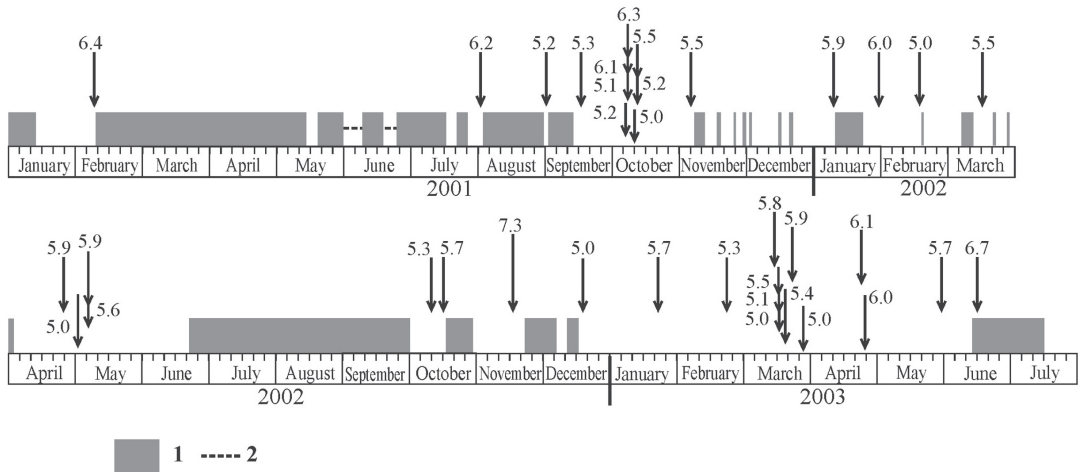 6.4 6.2 5.2 5.3 6.3 5.5 5.5 5.9 6.0 5.0 5.5
6.1
5.1 5.2
5.2 5.0
January February March April May June July August September October November December January February March
2001 2002
5.9 5.9 5.3 5.7 7.3 5.0 5.7 5.3 5.8 5.9 6.1 5.7 6.7
5.5
5.6 5.1 5.4 6.0
5.0 5.0 5.0
April May June July August September October November December January February March April May June July
2002 2003
1 2